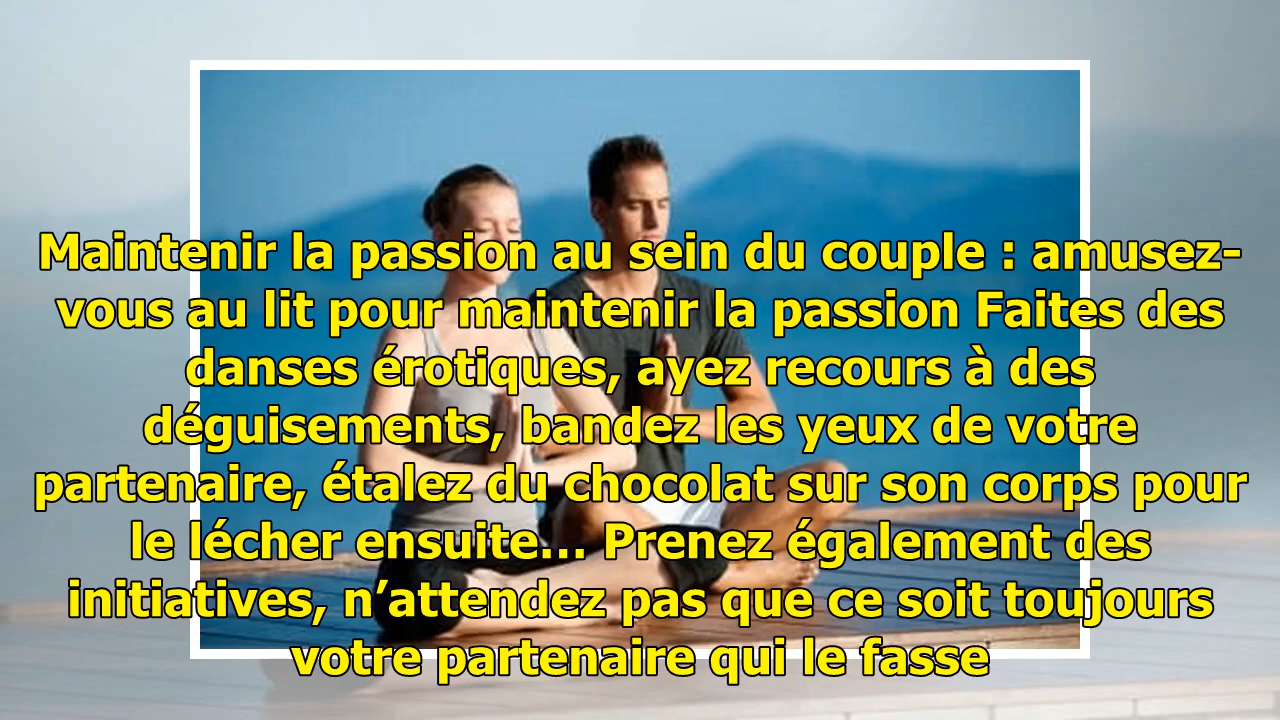 Maintenir la passion au sein du couple : amusez-
vous au lit pour maintenir la passion Faites des
danses érotiques, ayez recours à des
déguisements, bandez les yeux de votre
partenaire, étalez du chocolat sur son corps pour
le lécher ensuite… Prenez également des
initiatives, n’attendez pas que ce soit toujours
votre partenaire qui le fasse